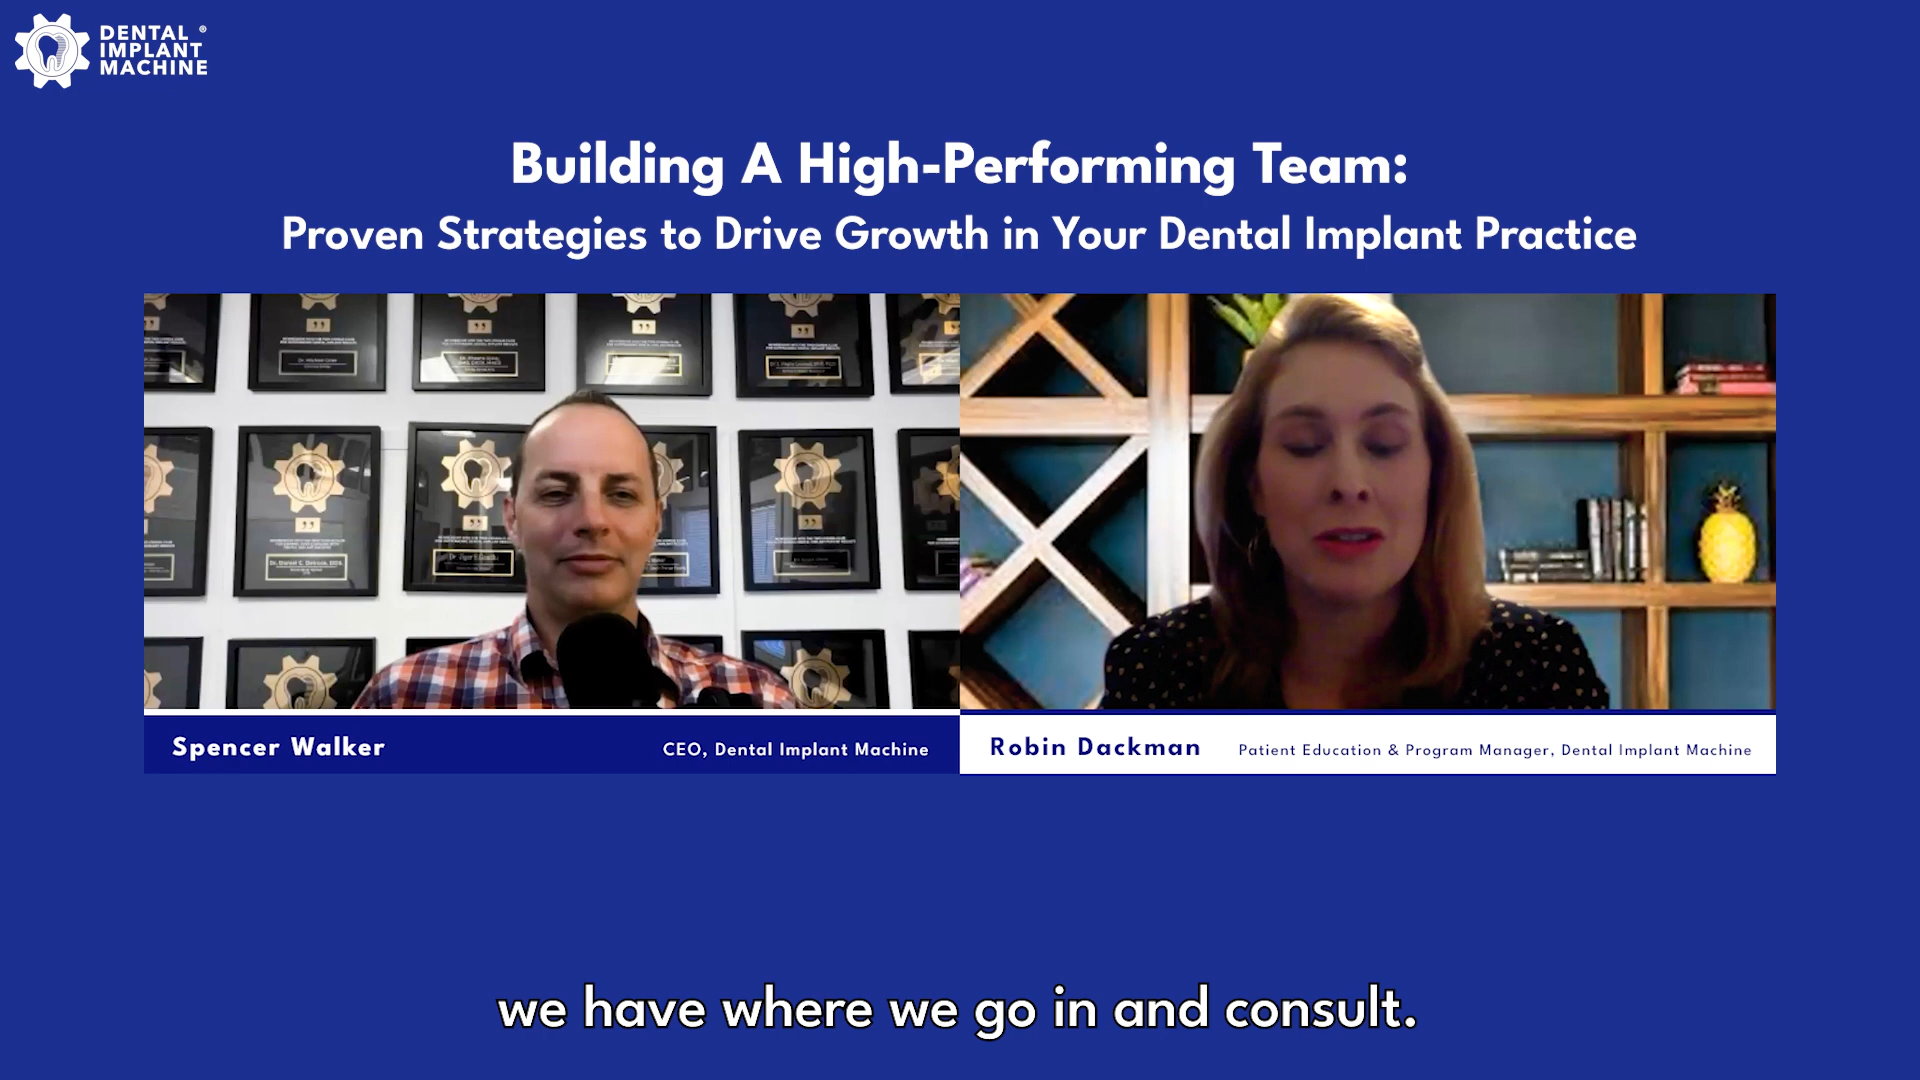 DENTAL ®
IMPLANT
MACHINE
Building A High-Performing Team:
Proven Strategies to Drive Growth in Your Dental Implant Practice
Spencer Walker
CEO, Dental Implant Machine
Robin Dackman
Patient Education & Program Manager, Dental Implant Machine
we have where we go in and consult.